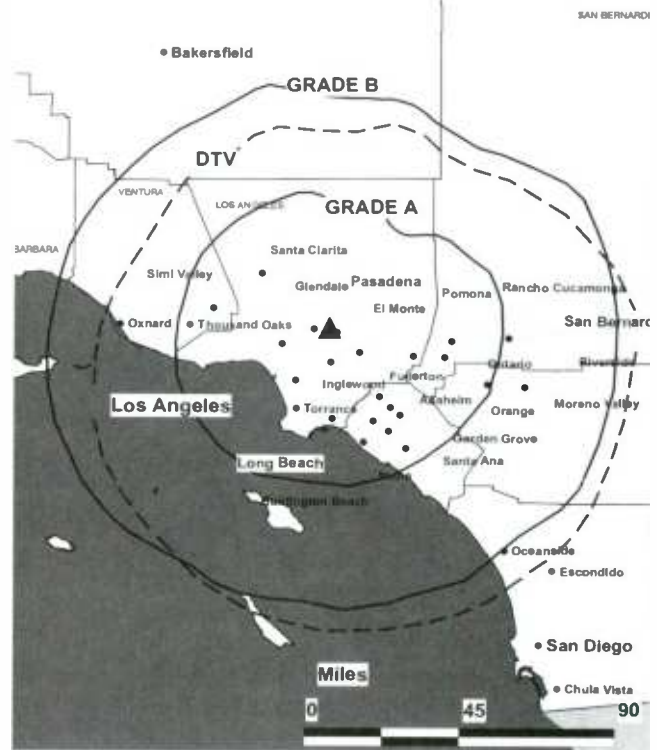 SAN BERNARDI
Bakersfield
GRADE B
DTV
VENTURA
LOS ANGELES
GRADE A
BARBARA
Santa Clarita
Simi Valley
Glendale
Pasadena
El Monte
Pomona
Rancho Cucamonga
Oxnard
Thousand Oaks
San Bernard
Ontario
Riverside
Fullerton
Inglewood
Los Angeles
Torrance
Anaheim
Orange
Moreno Valley
Garden Grove
Long Beach
Santa Ana
Huntington Beach
Oceanside
Escondido
San Diego
Miles
Chula Vista
0 45 90